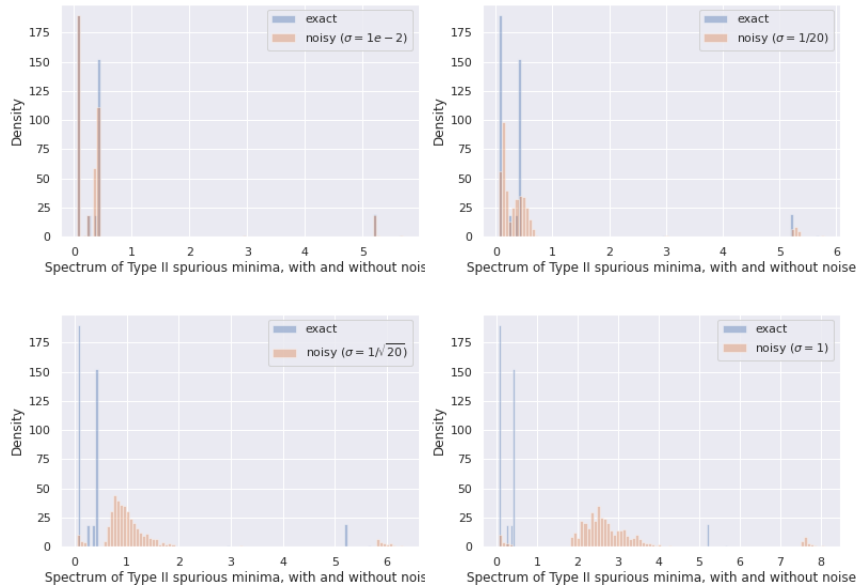 exact
noisy (σ = 1e − 2)
175
150
125
100
75
50
25
0
Density
0 1 2 3 4 5
Spectrum of Type II spurious minima, with and without nois
exact
noisy (σ = 1/20)
175
150
125
100
75
50
25
0
Density
0 1 2 3 4 5 6
Spectrum of Type II spurious minima, with and without noise
exact
noisy (σ = 1/√20)
175
150
125
100
75
50
25
0
Density
0 1 2 3 4 5 6
Spectrum of Type II spurious minima, with and without nois
exact
noisy (σ = 1)
175
150
125
100
75
50
25
0
Density
0 1 2 3 4 5 6 7 8
Spectrum of Type II spurious minima, with and without noise